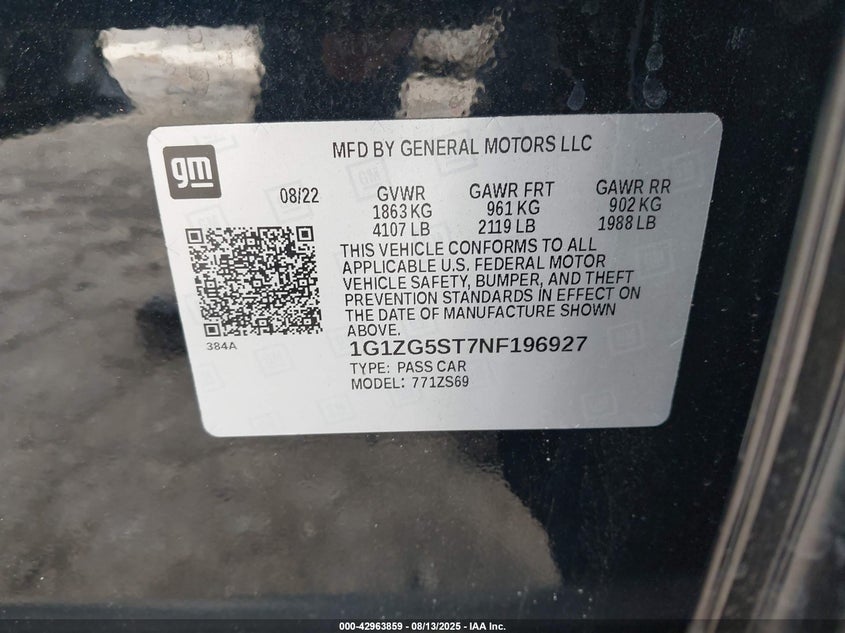 gm
MFD BY GENERAL MOTORS LLC
08/22
GVWR
1863 KG
4107 LB
GAWR FRT
961 KG
2119 LB
GAWR RR
902 KG
1988 LB
THIS VEHICLE CONFORMS TO ALL
APPLICABLE U.S. FEDERAL MOTOR
VEHICLE SAFETY, BUMPER, AND THEFT
PREVENTION STANDARDS IN EFFECT ON
THE DATE OF MANUFACTURE SHOWN
ABOVE.
384A
1G1ZG5ST7NF196927
TYPE: PASS CAR
MODEL: 771ZS69
000-42963859 - 08/13/2025 - IAA Inc.